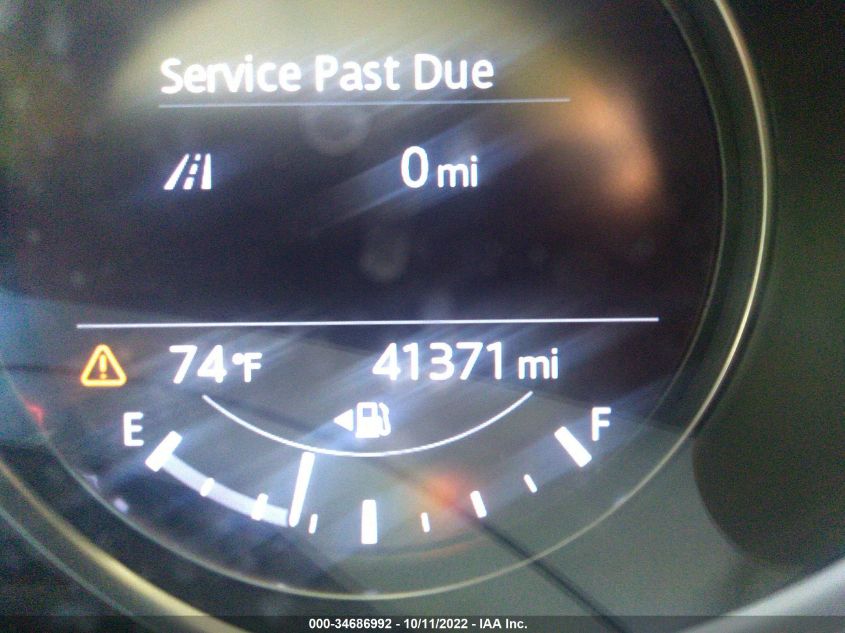 Service Past Due
0 mi
74°F 41371 mi
E F
000-34686992 - 10/11/2022 - IAA Inc.